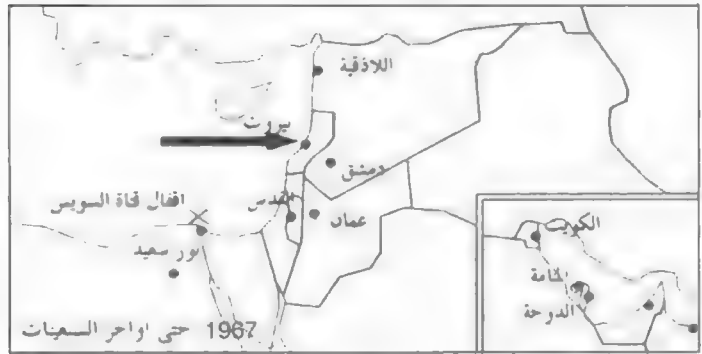 اللاذقية
بيروت
دمشق
اقفال قناة السويس
القدس
عمان
بور سعيد
الكويت
المنامة
الدوحة
1967 حتى اواخر السبعينات